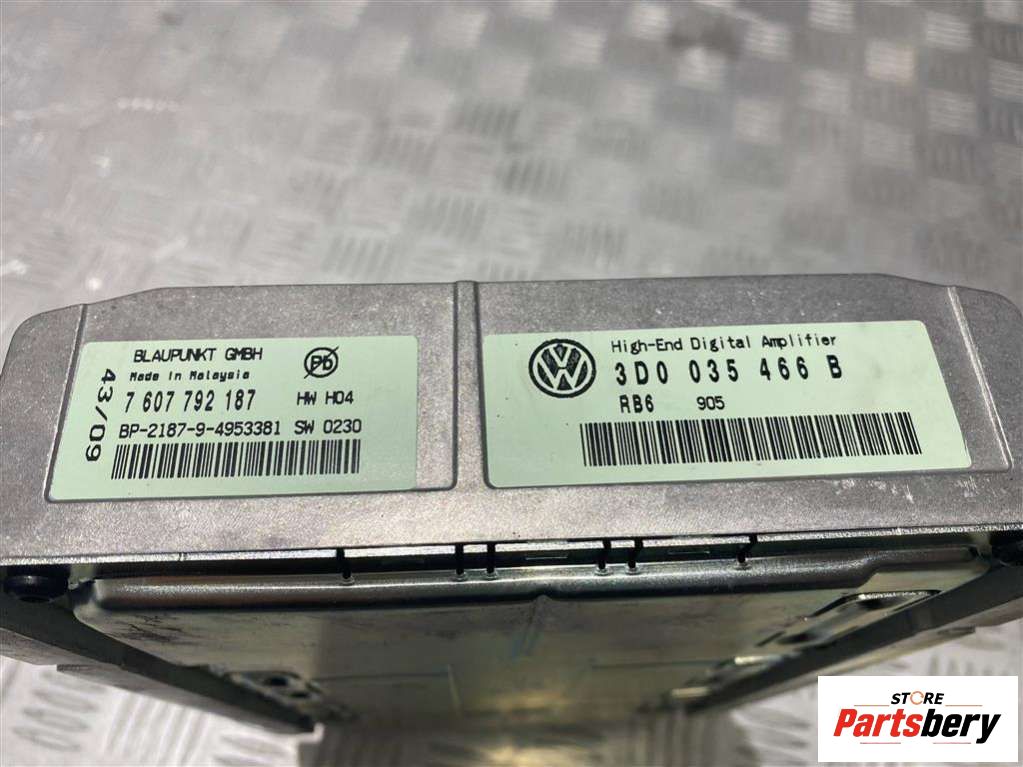 BLAUPUNKT GMBH
Made in Malaysia
7 607 792 187 HW H04
BP-2187-9-4953381 SW 0230
43/09
Pb
High-End Digital Amplifier
3D0 035 466 B
RB6 905
STORE
Partsbery